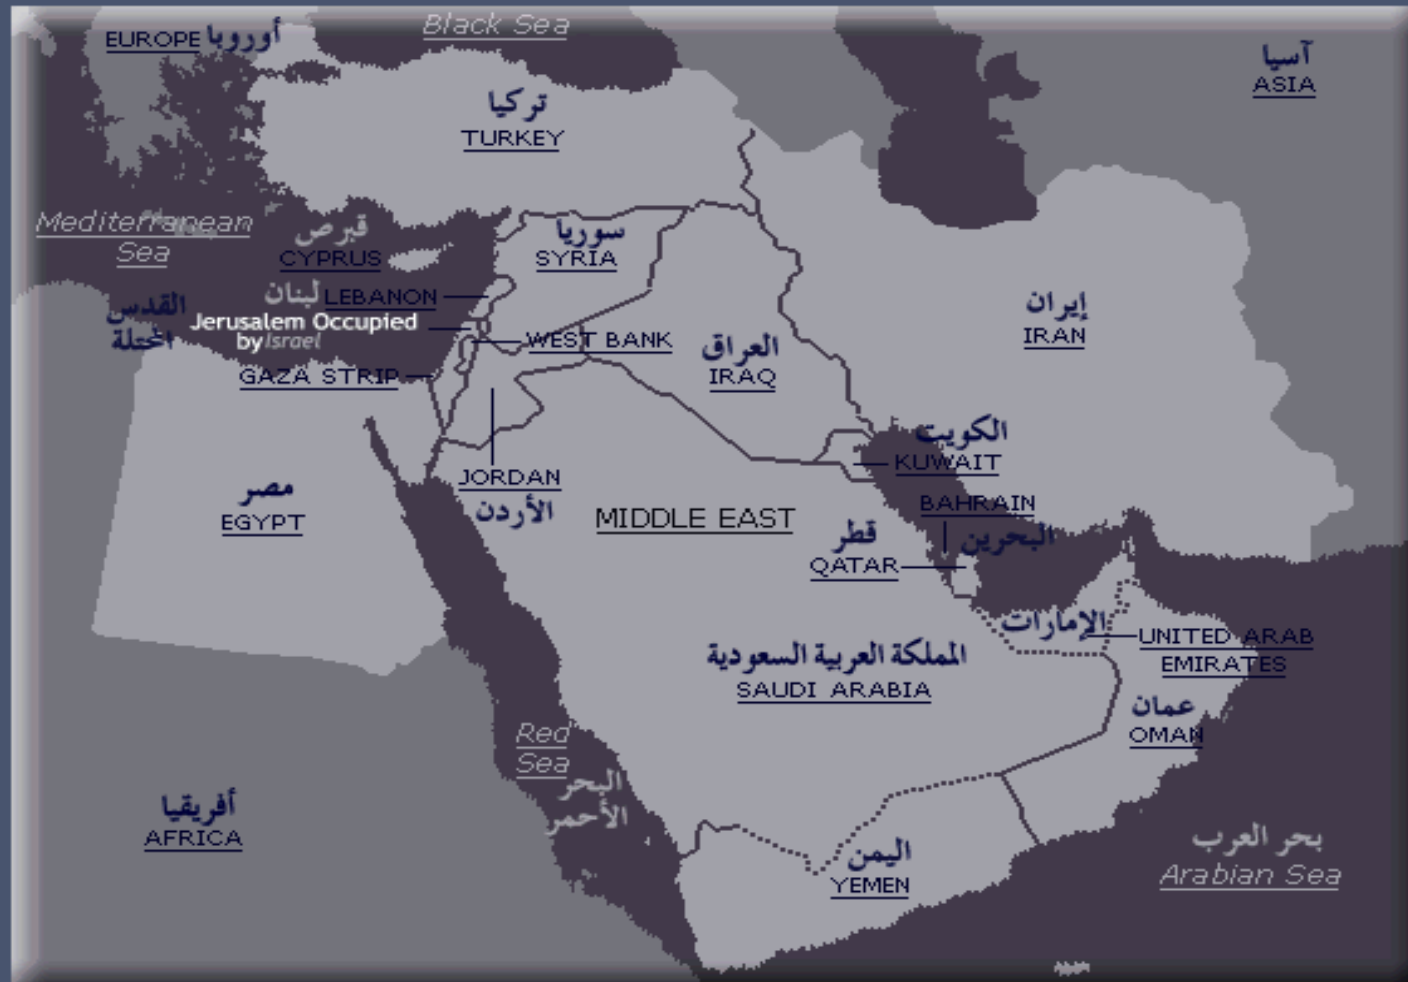 Black Sea
EUROPE أوروبا
آسيا
ASIA
تركيا
TURKEY
Mediterranean
Sea
قبرص
CYPRUS
سوريا
SYRIA
لبنان LEBANON
القدس
المحتلة
Jerusalem Occupied
by Israel
WEST BANK
GAZA STRIP
العراق
IRAQ
إيران
IRAN
الكويت
KUWAIT
JORDAN
الأردن
مصر
EGYPT
MIDDLE EAST
BAHRAIN
البحرين
قطر
QATAR
الإمارات
UNITED ARAB
EMIRATES
المملكة العربية السعودية
SAUDI ARABIA
عمان
OMAN
Red
Sea
البحر
الأحمر
أفريقيا
AFRICA
اليمن
YEMEN
بحر العرب
Arabian Sea